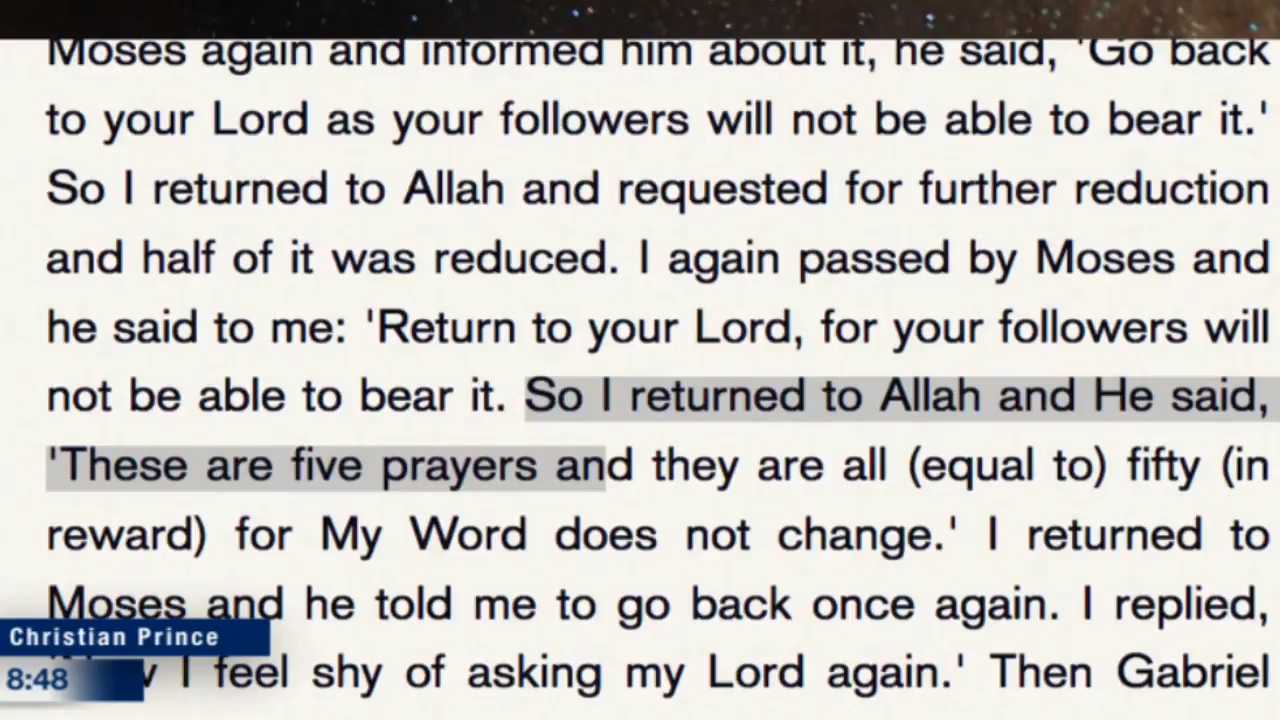 Moses again and informed him about it, he said, 'Go back
to your Lord as your followers will not be able to bear it.'
So I returned to Allah and requested for further reduction
and half of it was reduced. I again passed by Moses and
he said to me: 'Return to your Lord, for your followers will
not be able to bear it. So I returned to Allah and He said,
'These are five prayers and they are all (equal to) fifty (in
reward) for My Word does not change.' I returned to
Moses and he told me to go back once again. I replied,
Christian Prince
I feel shy of asking my Lord again.' Then Gabriel
8:48